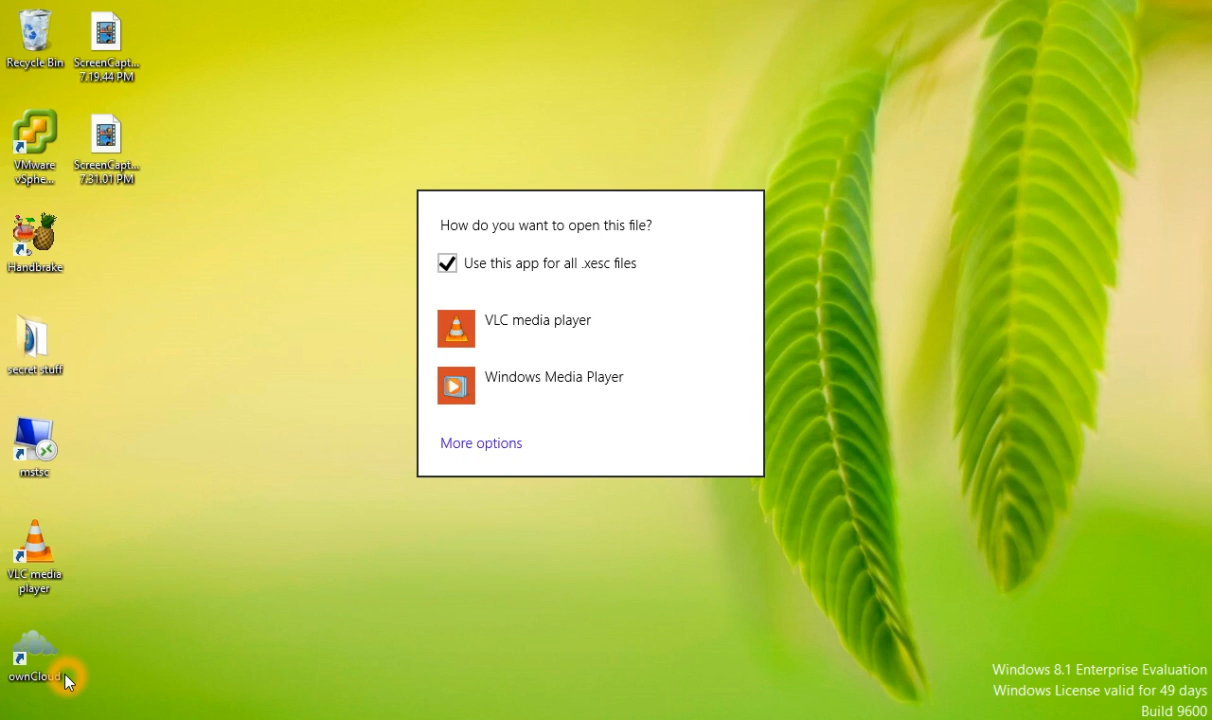 Recycle Bin
ScreenCapt...
7.19.44 PM
VMware
vSphe...
ScreenCapt...
7.31.01 PM
Handbrake
secret stuff
mstsc
VLC media
player
ownCloud
How do you want to open this file?
Use this app for all .xesc files
VLC media player
Windows Media Player
More options
Windows 8.1 Enterprise Evaluation
Windows License valid for 49 days
Build 9600